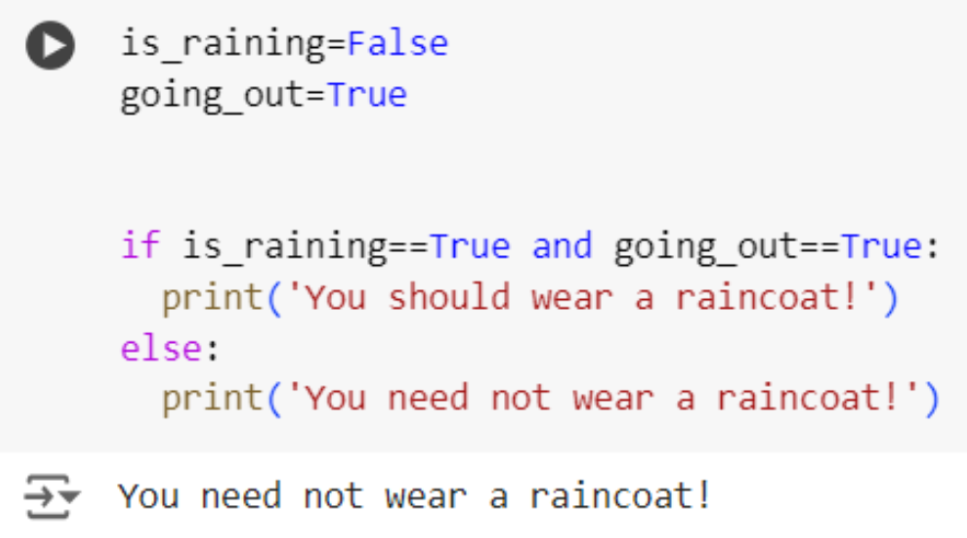 is_raining=False
going_out=True
if is_raining==True and going_out==True:
print('You should wear a raincoat!')
else:
print('You need not wear a raincoat!')
You need not wear a raincoat!